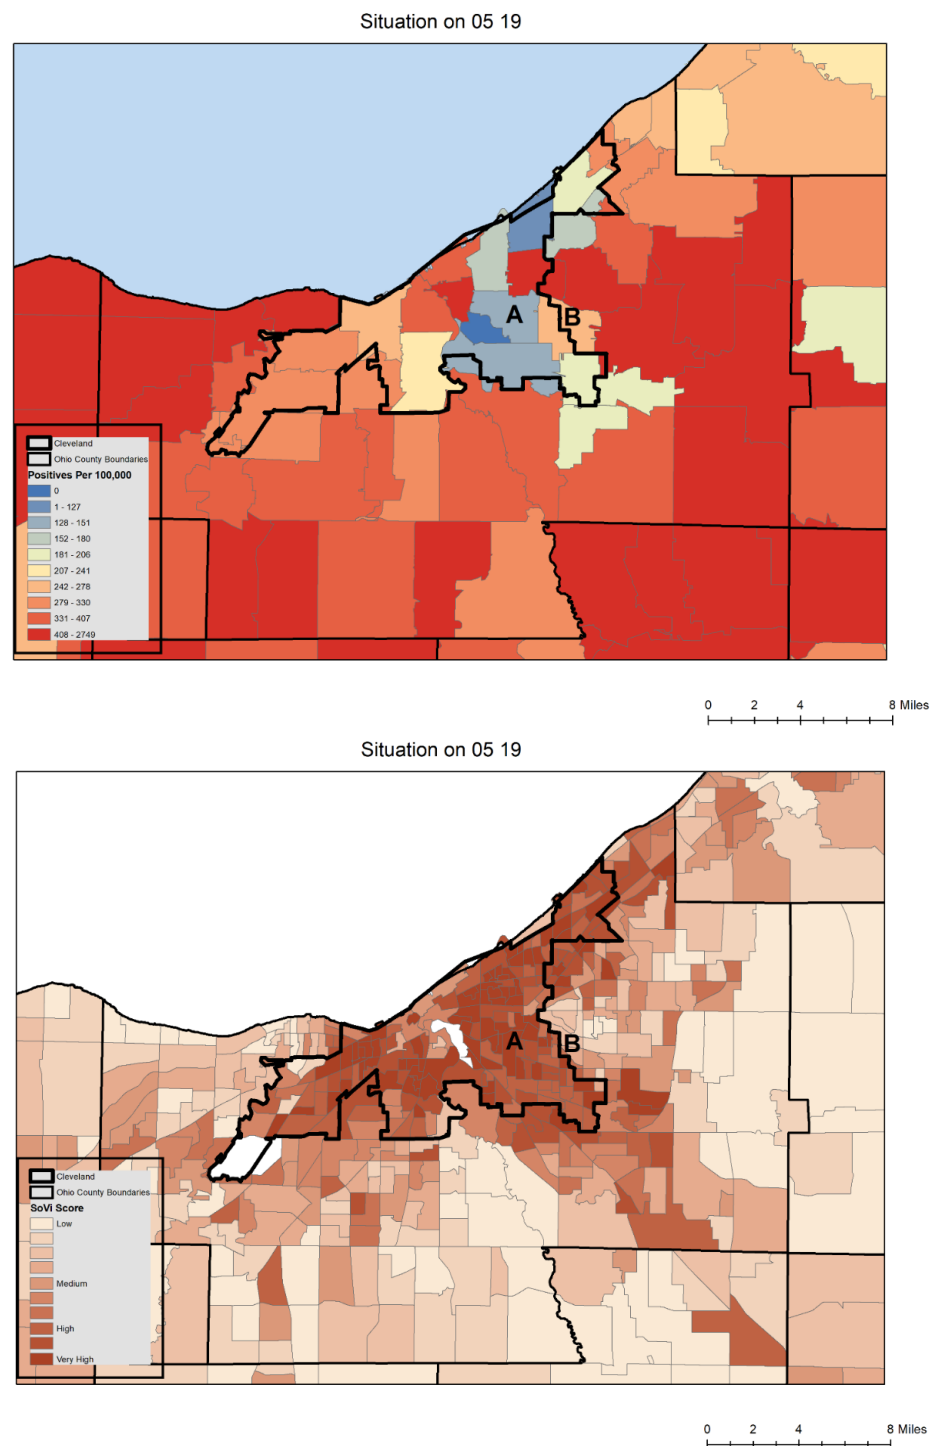 Situation on 05 19
A
B
Cleveland
Ohio County Boundaries
Positives Per 100,000
0
1 - 127
128 - 151
152 - 180
181 - 206
207 - 241
242 - 278
279 - 330
331 - 407
408 - 2749
0 2 4 8 Miles
Situation on 05 19
A
B
Cleveland
Ohio County Boundaries
SoVi Score
Low
Medium
High
Very High
0 2 4 8 Miles